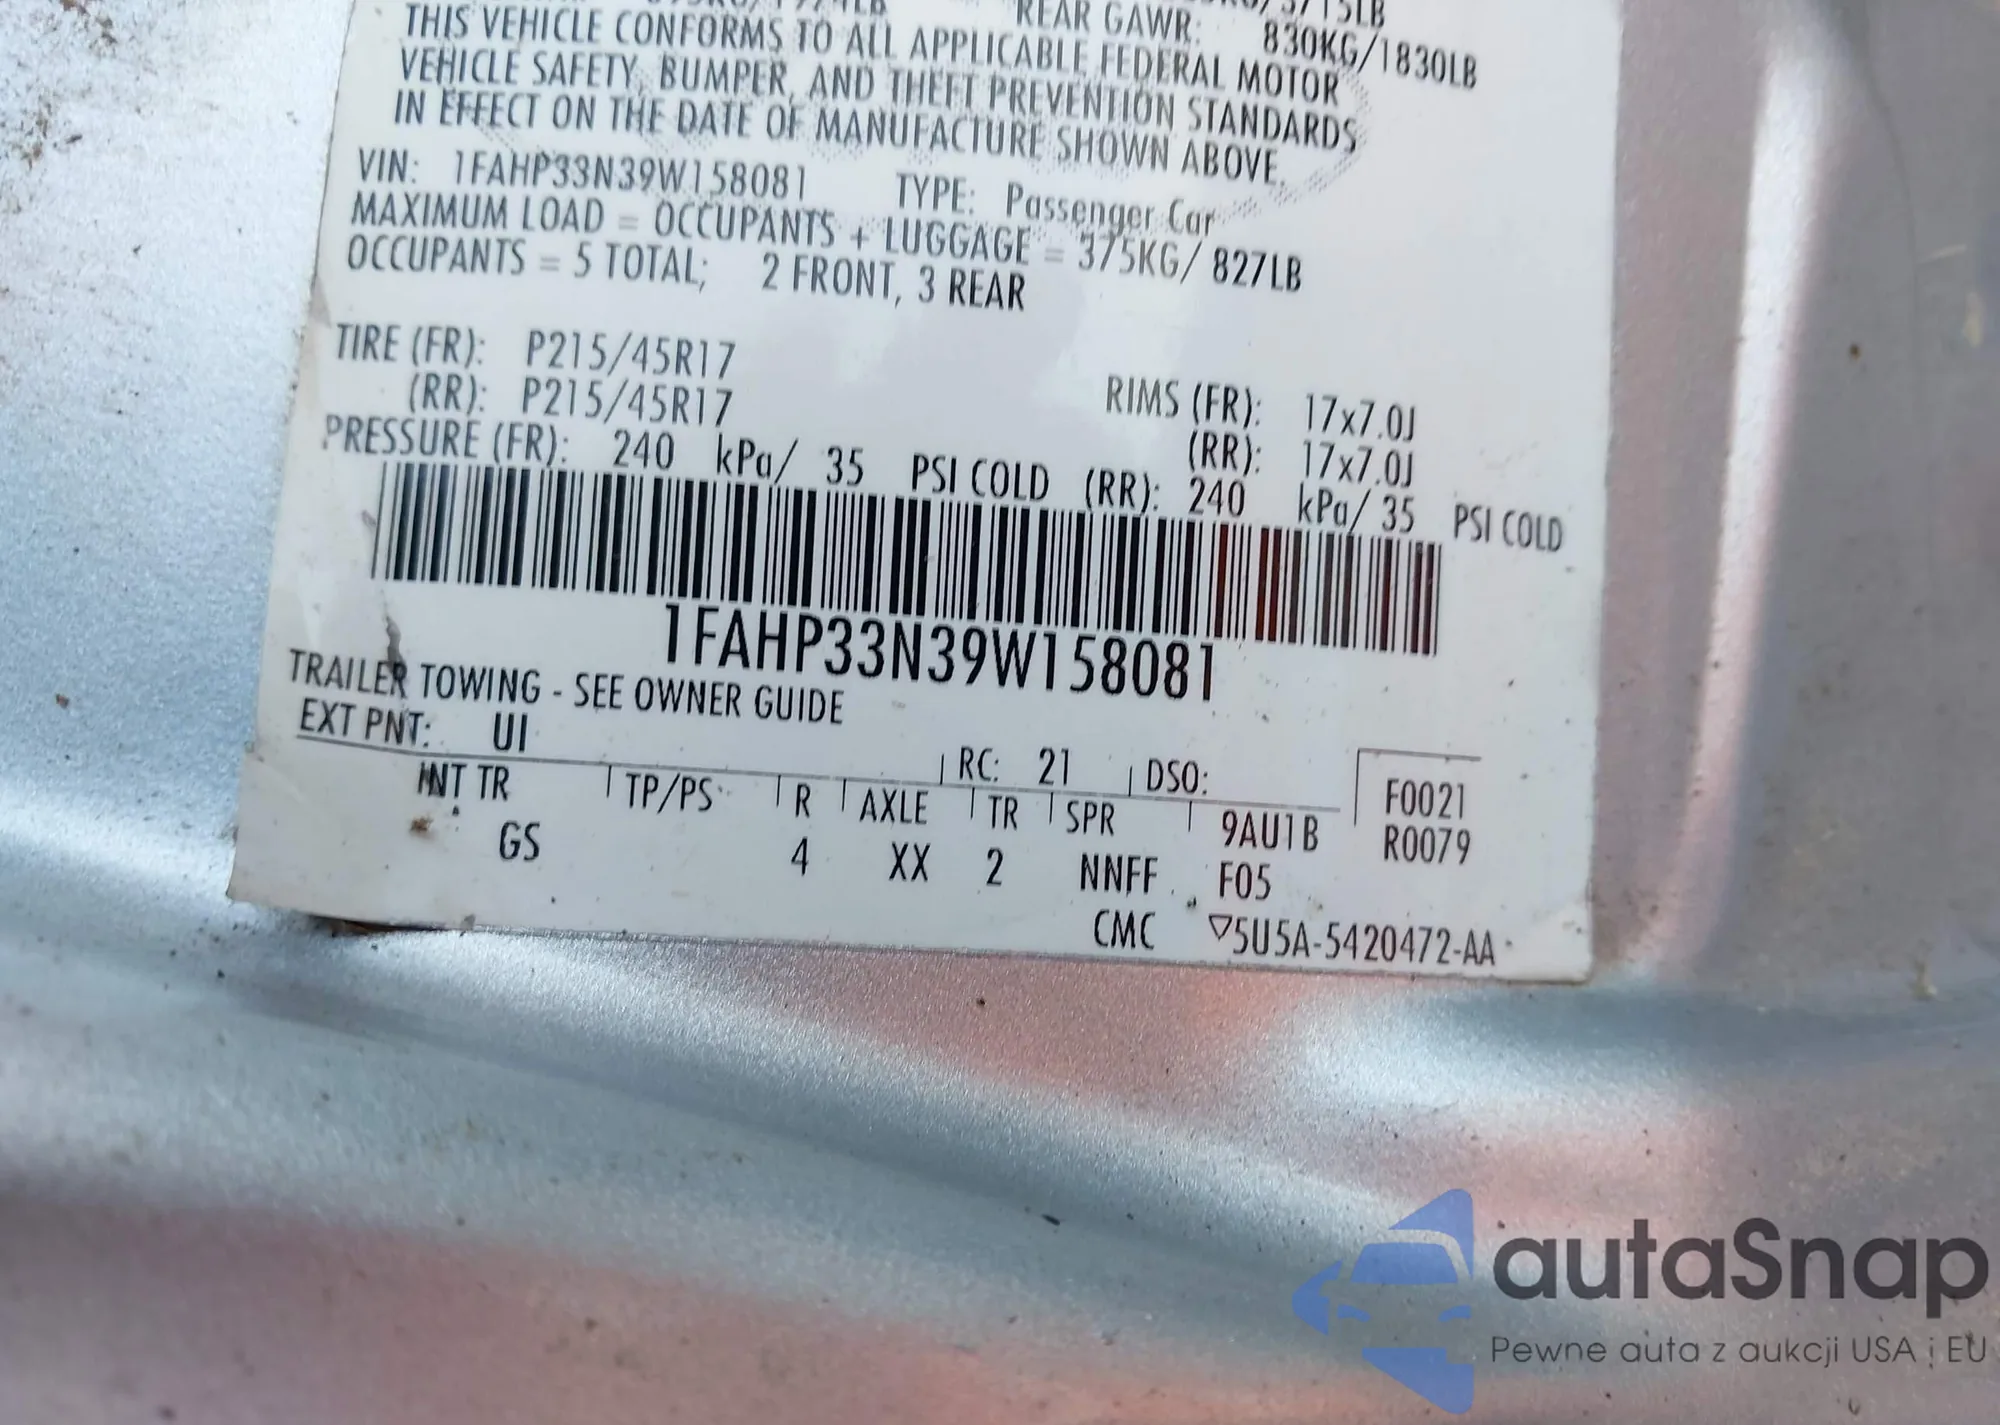 REAR GAWR: 830KG/1830LB
THIS VEHICLE CONFORMS TO ALL APPLICABLE FEDERAL MOTOR
VEHICLE SAFETY, BUMPER, AND THEFT PREVENTION STANDARDS
IN EFFECT ON THE DATE OF MANUFACTURE SHOWN ABOVE.
VIN: 1FAHP33N39W158081 TYPE: Passenger Car
MAXIMUM LOAD = OCCUPANTS + LUGGAGE = 375KG/ 827LB
OCCUPANTS = 5 TOTAL; 2 FRONT, 3 REAR
TIRE (FR): P215/45R17 RIMS (FR): 17x7.0J
(RR): P215/45R17 (RR): 17x7.0J
PRESSURE (FR): 240 kPa/ 35 PSI COLD (RR): 240 kPa/ 35 PSI COLD
1FAHP33N39W158081
TRAILER TOWING - SEE OWNER GUIDE
EXT PNT: UI RC: 21 DSO: F0021
INT TR TP/PS R AXLE TR SPR 9AU1B R0079
GS 4 XX 2 NNFF F05
CMC ▽5U5A-5420472-AA
autaSnap
Pewne auta z aukcji USA i EU